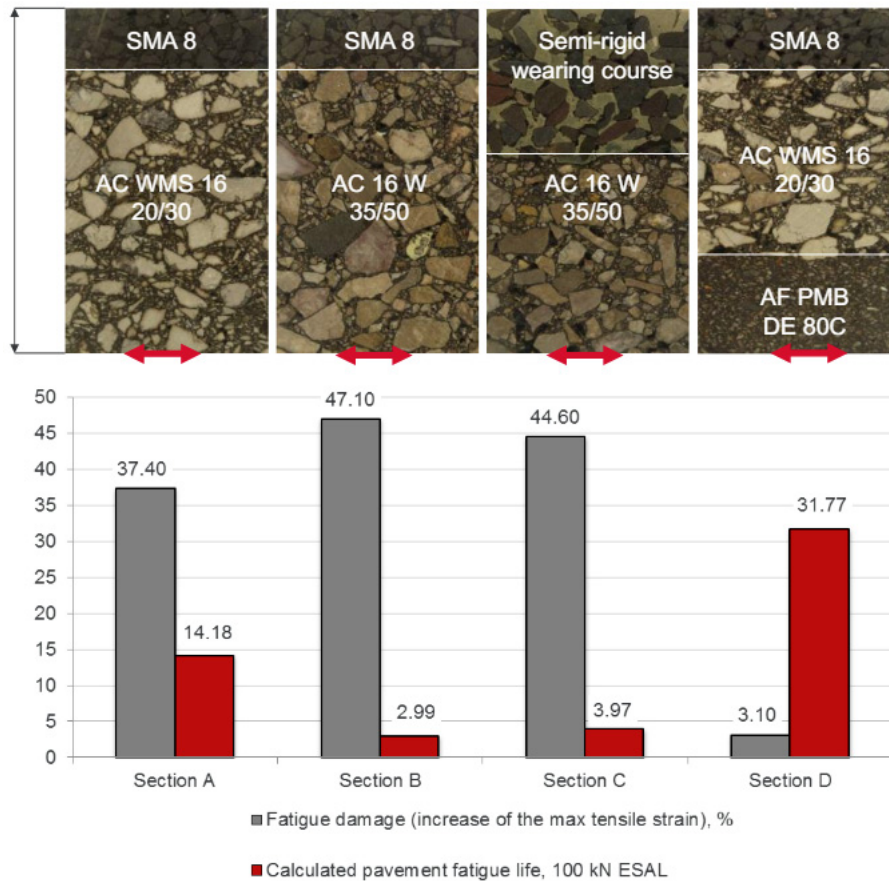 SMA 8
SMA 8
Semi-rigid
wearing course
SMA 8
AC WMS 16
20/30
AC 16 W
35/50
AC 16 W
35/50
AC WMS 16
20/30
AF PMB
DE 80C
50
45
40
35
30
25
20
15
10
5
0
37.40
14.18
47.10
2.99
44.60
3.97
3.10
31.77
Section A
Section B
Section C
Section D
Fatigue damage (increase of the max tensile strain), %
Calculated pavement fatigue life, 100 kN ESAL